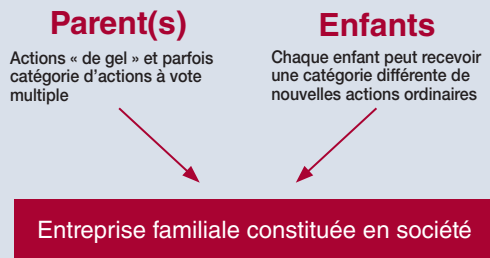 Parent(s)
Actions « de gel » et parfois
catégorie d'actions à vote
multiple
Enfants
Chaque enfant peut recevoir
une catégorie différente de
nouvelles actions ordinaires
Entreprise familiale constituée en société